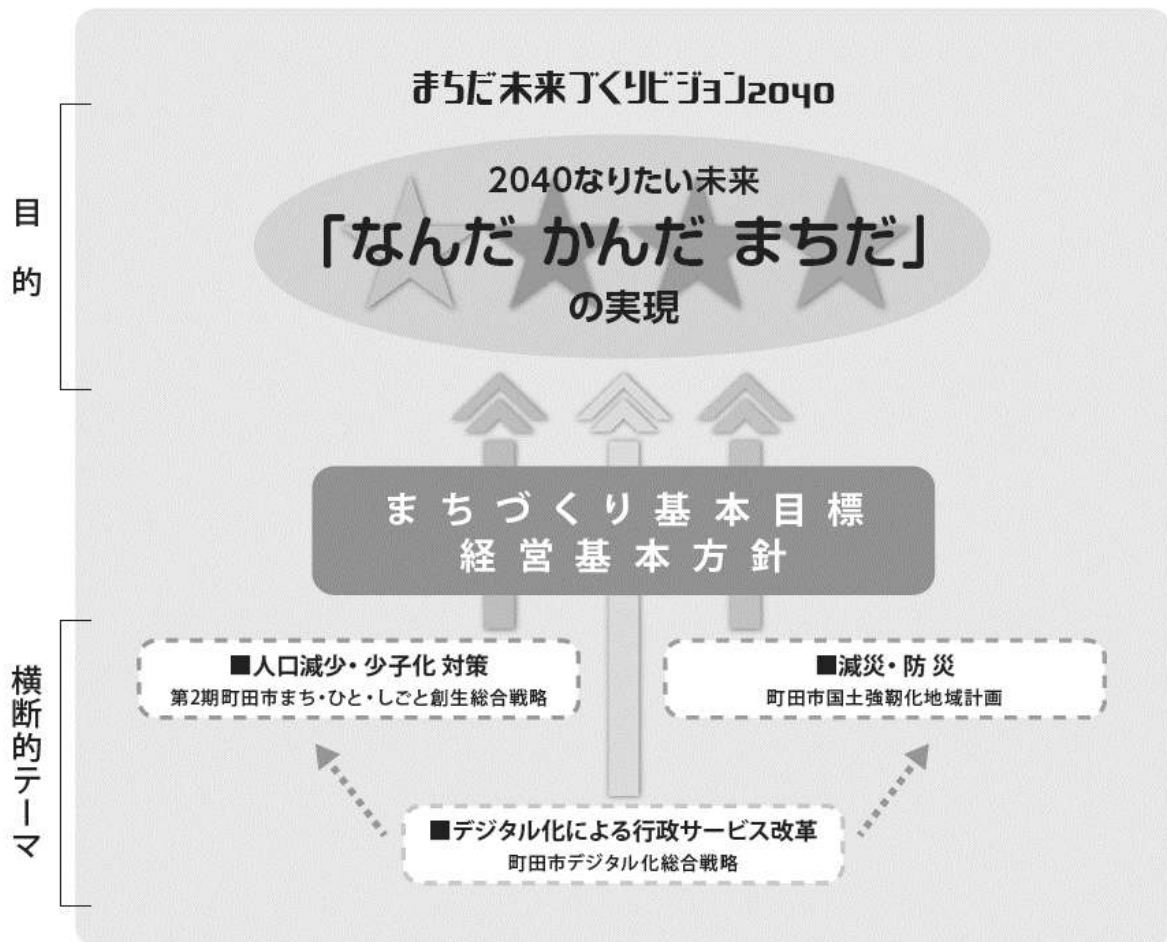 まちだ未来づくりビジョン2040
目的
2040なりたい未来
「なんだ かんだ まちだ」
の実現
まちづくり基本目標
経営基本方針
横断的テーマ
■人口減少・少子化 対策
第2期町田市まち・ひと・しごと創生総合戦略
■減災・防災
町田市国土強靭化地域計画
■デジタル化による行政サービス改革
町田市デジタル化総合戦略